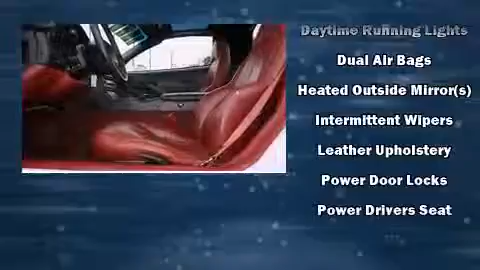 Daytime Running Lights
Dual Air Bags
Heated Outside Mirror(s)
Intermittent Wipers
Leather Upholstery
Power Door Locks
Power Drivers Seat